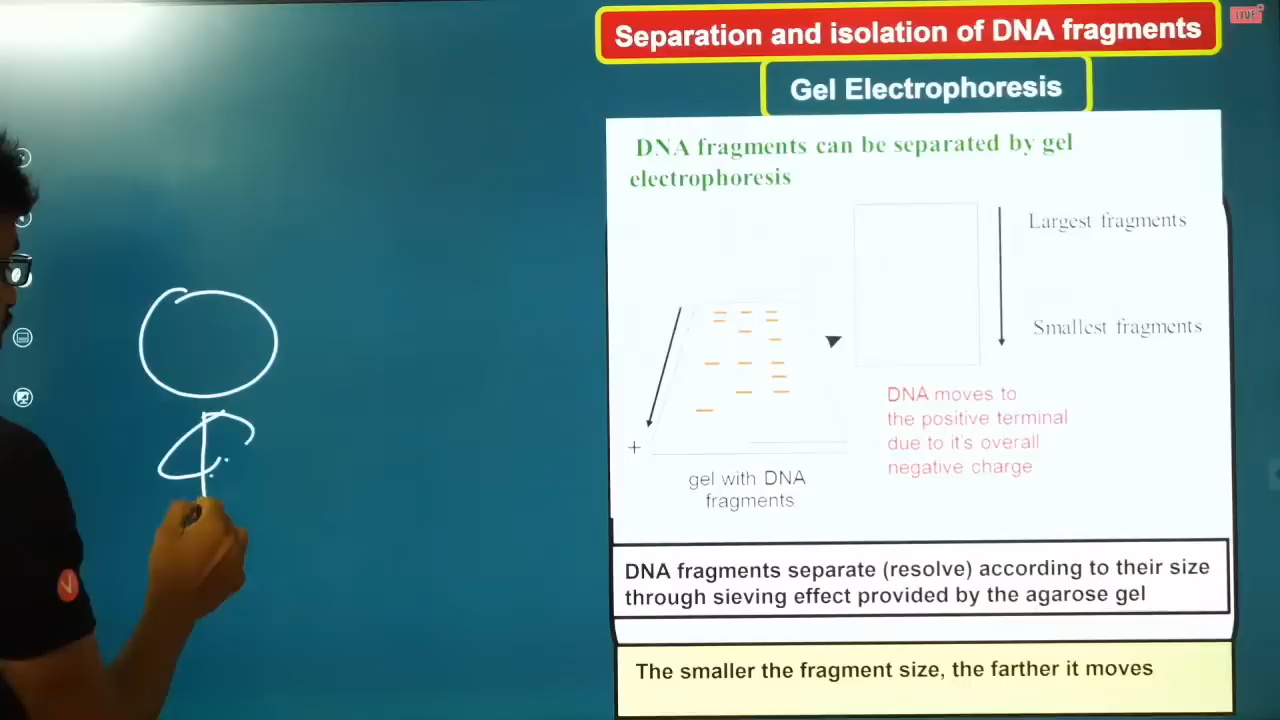 LIVE
Separation and isolation of DNA fragments
Gel Electrophoresis
DNA fragments can be separated by gel
electrophoresis
Largest fragments
Smallest fragments
+
gel with DNA
fragments
DNA moves to
the positive terminal
due to it's overall
negative charge
DNA fragments separate (resolve) according to their size
through sieving effect provided by the agarose gel
The smaller the fragment size, the farther it moves
V